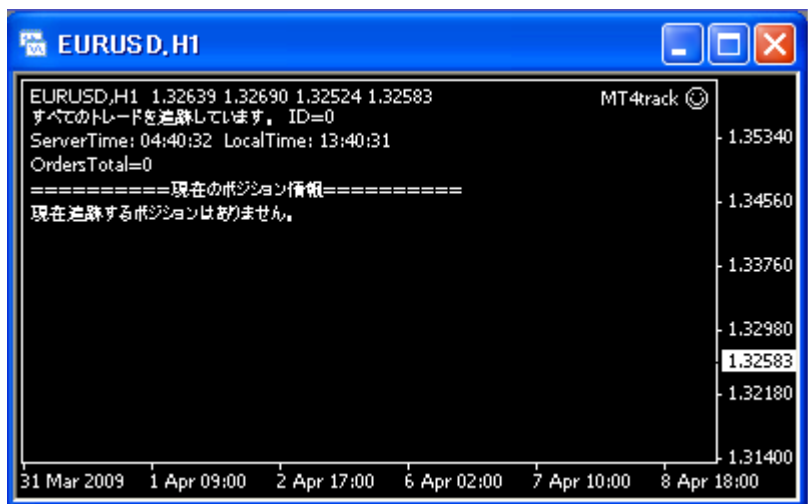 EURUSD,H1
EURUSD,H1 1.32639 1.32690 1.32524 1.32583
MT4track
すべてのトレードを追跡しています。 ID=0
ServerTime: 04:40:32 LocalTime: 13:40:31
OrdersTotal=0
==========現在のポジション情報==========
現在追跡するポジションはありません。
1.35340
1.34560
1.33760
1.32980
1.32583
1.32180
1.31400
31 Mar 2009 1 Apr 09:00 2 Apr 17:00 6 Apr 02:00 7 Apr 10:00 8 Apr 18:00